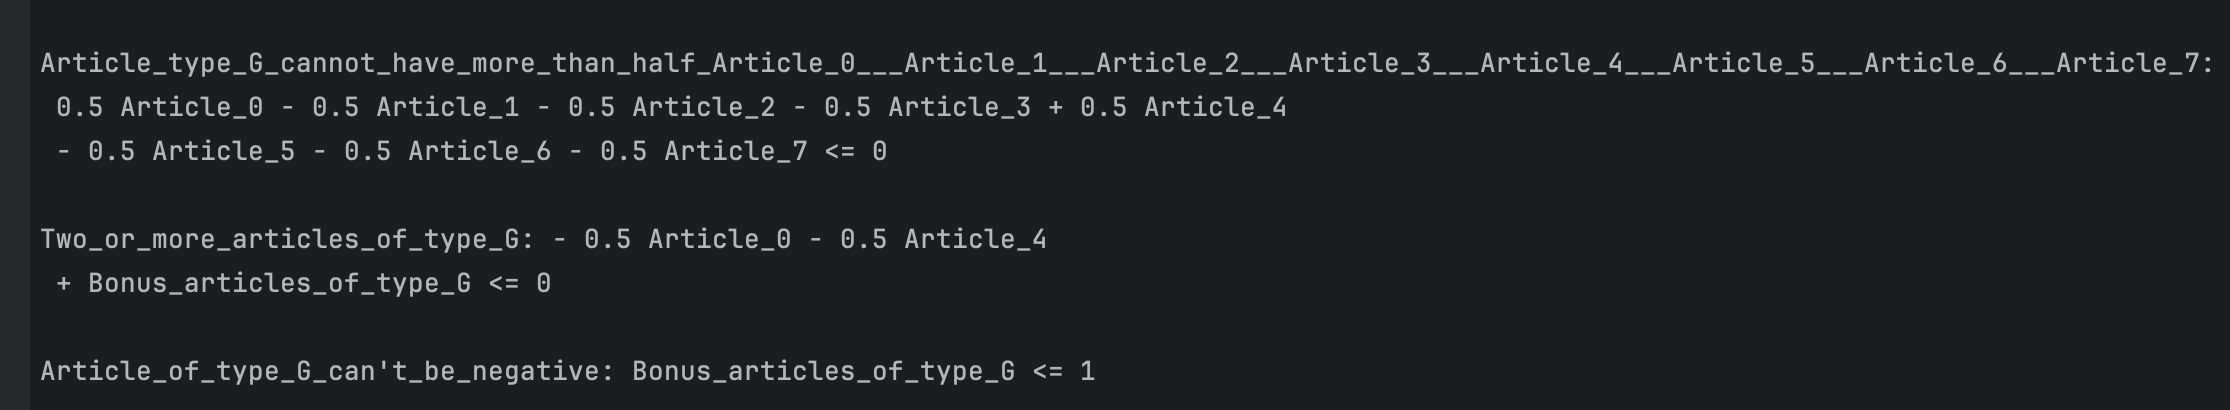 Article_type_G_cannot_have_more_than_half_Article_0___Article_1___Article_2___Article_3___Article_4___Article_5___Article_6___Article_7:
0.5 Article_0 - 0.5 Article_1 - 0.5 Article_2 - 0.5 Article_3 + 0.5 Article_4
- 0.5 Article_5 - 0.5 Article_6 - 0.5 Article_7 <= 0
Two_or_more_articles_of_type_G: - 0.5 Article_0 - 0.5 Article_4
+ Bonus_articles_of_type_G <= 0
Article_of_type_G_can't_be_negative: Bonus_articles_of_type_G <= 1